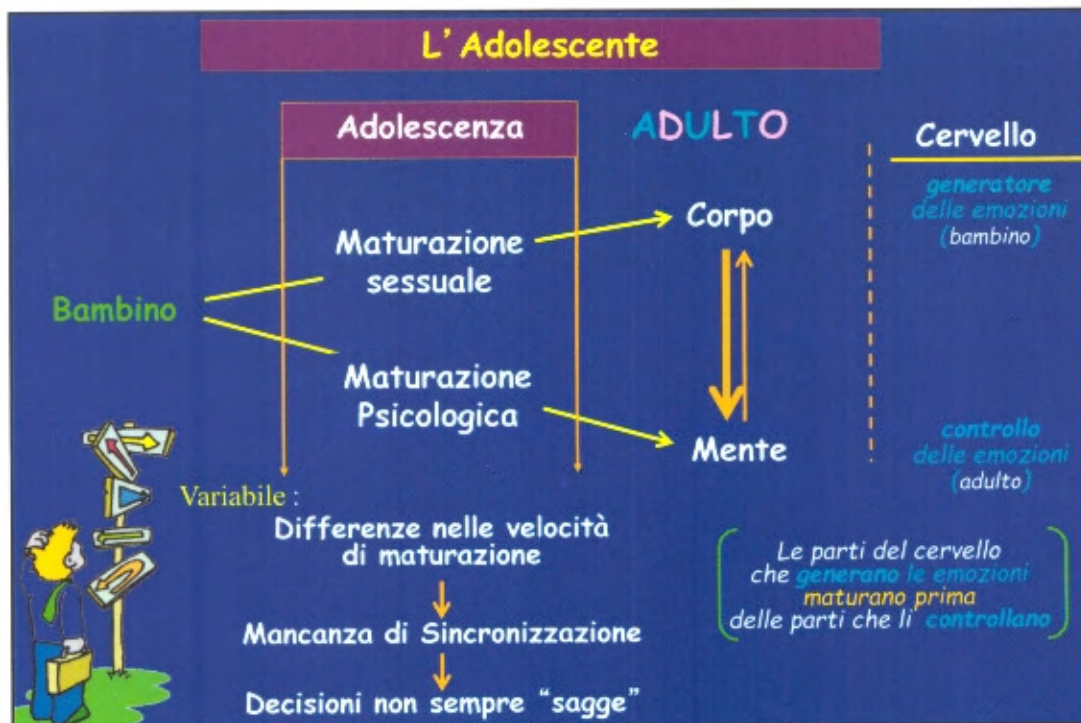 L'Adolescente
Adolescenza
ADULTO
Cervello
generatore
delle emozioni
(bambino)
Maturazione
sessuale
Corpo
Bambino
Maturazione
Psicologica
Mente
controllo
delle emozioni
(adulto)
Variabile :
Differenze nelle velocità
di maturazione
Mancanza di Sincronizzazione
Decisioni non sempre “sagge”
Le parti del cervello
che generano le emozioni
maturano prima
delle parti che li controllano